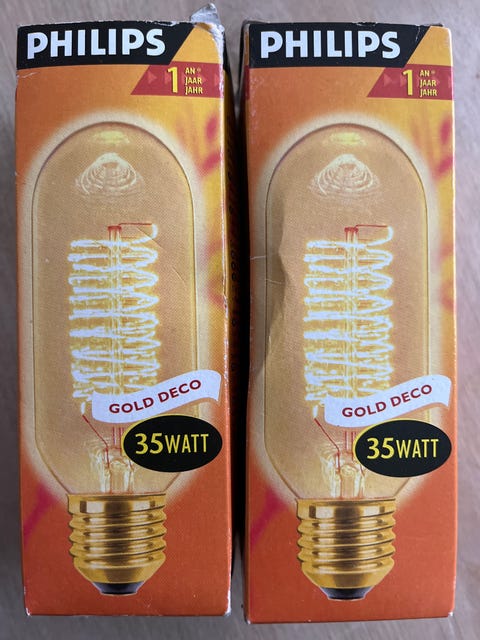 PHILIPS
1 AN*
JAAR
JAHR
GOLD DECO
35WATT
PHILIPS
1 AN*
JAAR
JAHR
GOLD DECO
35WATT